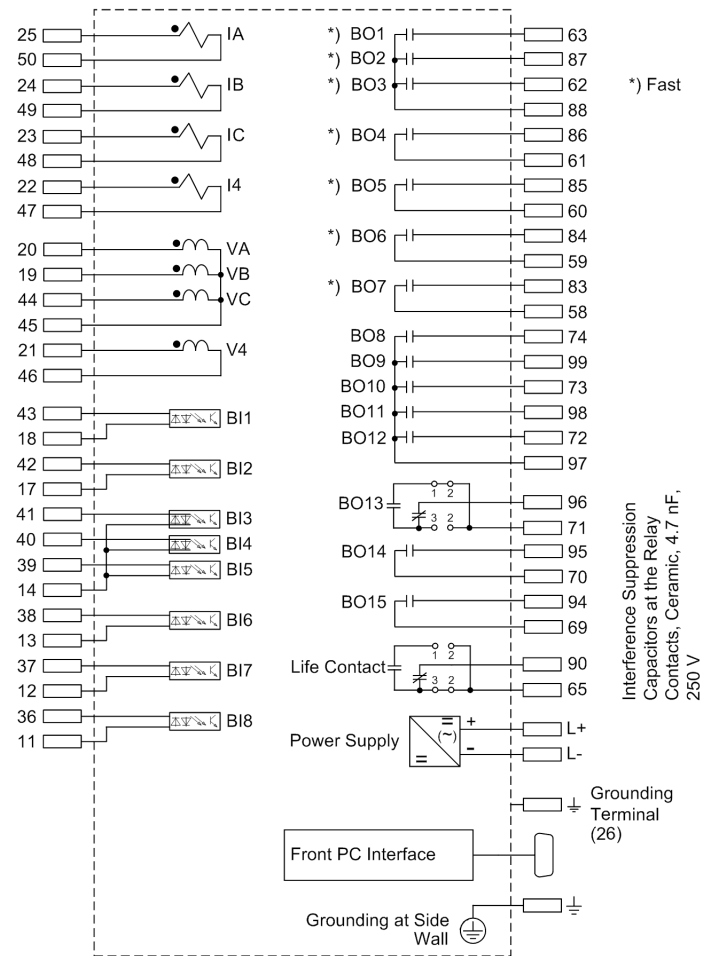 25 IA *) BO1 63
50 *) BO2 87
24 IB *) BO3 62 *) Fast
49 88
23 IC *) BO4 86
48 61
22 I4 *) BO5 85
47 60
20 VA *) BO6 84
19 VB 59
44 VC *) BO7 83
45 58
21 V4 BO8 74
46 BO9 99
BO10 73
43 BI1 BO11 98
18 BO12 72
42 BI2 97
17
41 BI3 BO13 1 2 96
40 BI4 3 2 71
39 BI5 BO14 95
14 70
38 BI6 BO15 94
13 69
37 BI7 Life Contact 1 2 90
12 3 2 65
36 BI8 Power Supply (~) + L+
11 - L-
Interference Suppression
Capacitors at the Relay
Contacts, Ceramic, 4.7 nF,
250 V
Grounding
Terminal
(26)
Front PC Interface
Grounding at Side
Wall